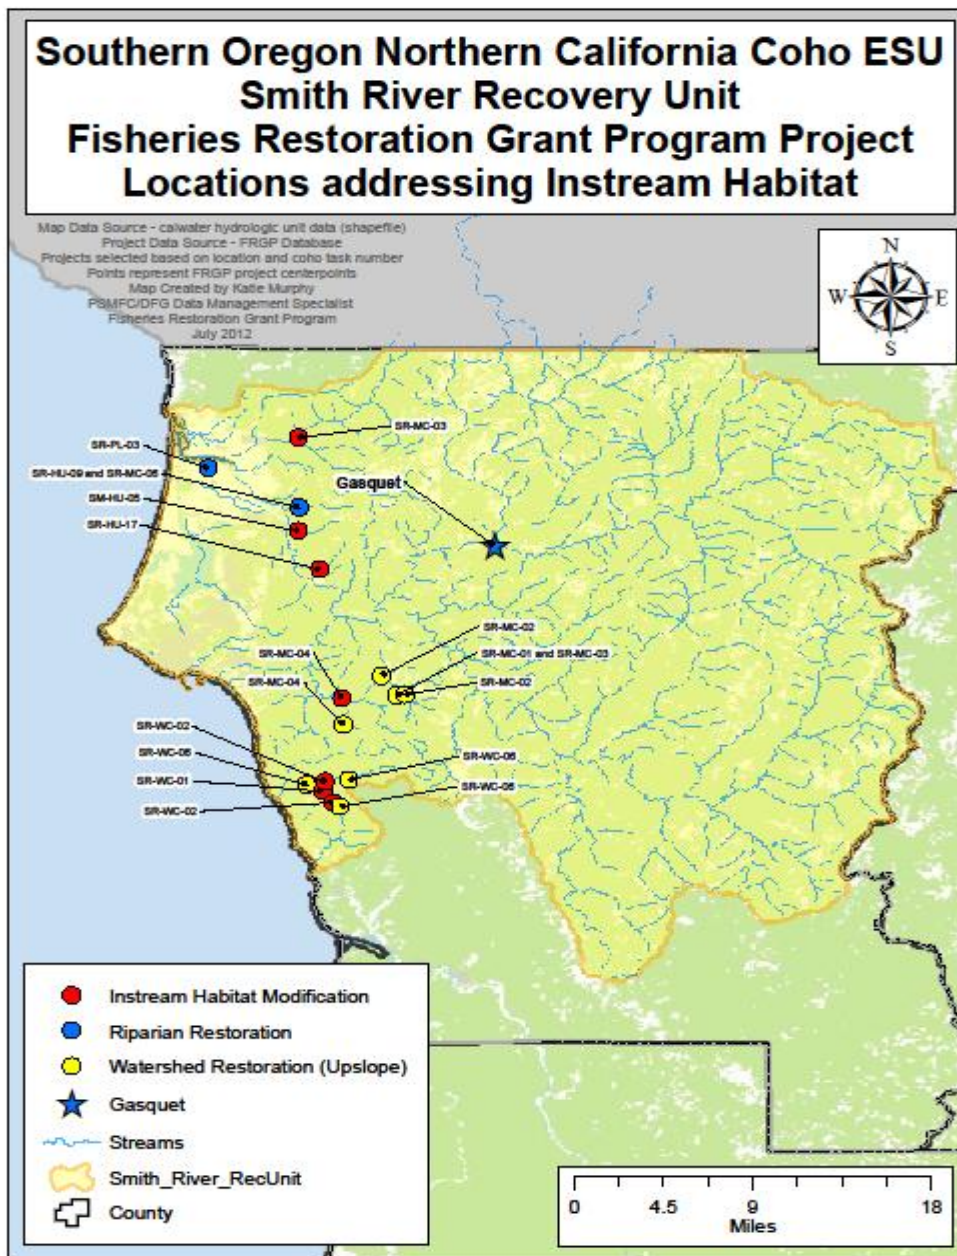 Southern Oregon Northern California Coho ESU
Smith River Recovery Unit
Fisheries Restoration Grant Program Project
Locations addressing Instream Habitat
Map Data Source - calwater hydrologic unit data (shapefile)
Project Data Source - FRGP Database
Projects selected based on location and coho task number
Points represent FRGP project centerpoints
Map Created by Katie Murphy
PSMFC/DFG Data Management Specialist
Fisheries Restoration Grant Program
July 2012
N
W E
S
SR-MC-03
SR-PL-03
SR-HU-09 and SR-MC-06
Gasquet
SM-HU-05
SR-HU-17
SR-MC-02
SR-MC-04
SR-MC-01 and SR-MC-03
SR-MC-04
SR-MC-02
SR-WC-02
SR-WC-06
SR-WC-06
SR-WC-01
SR-WC-06
SR-WC-02
Instream Habitat Modification
Riparian Restoration
Watershed Restoration (Upslope)
Gasquet
Streams
Smith_River_RecUnit
County
0 4.5 9 18
Miles